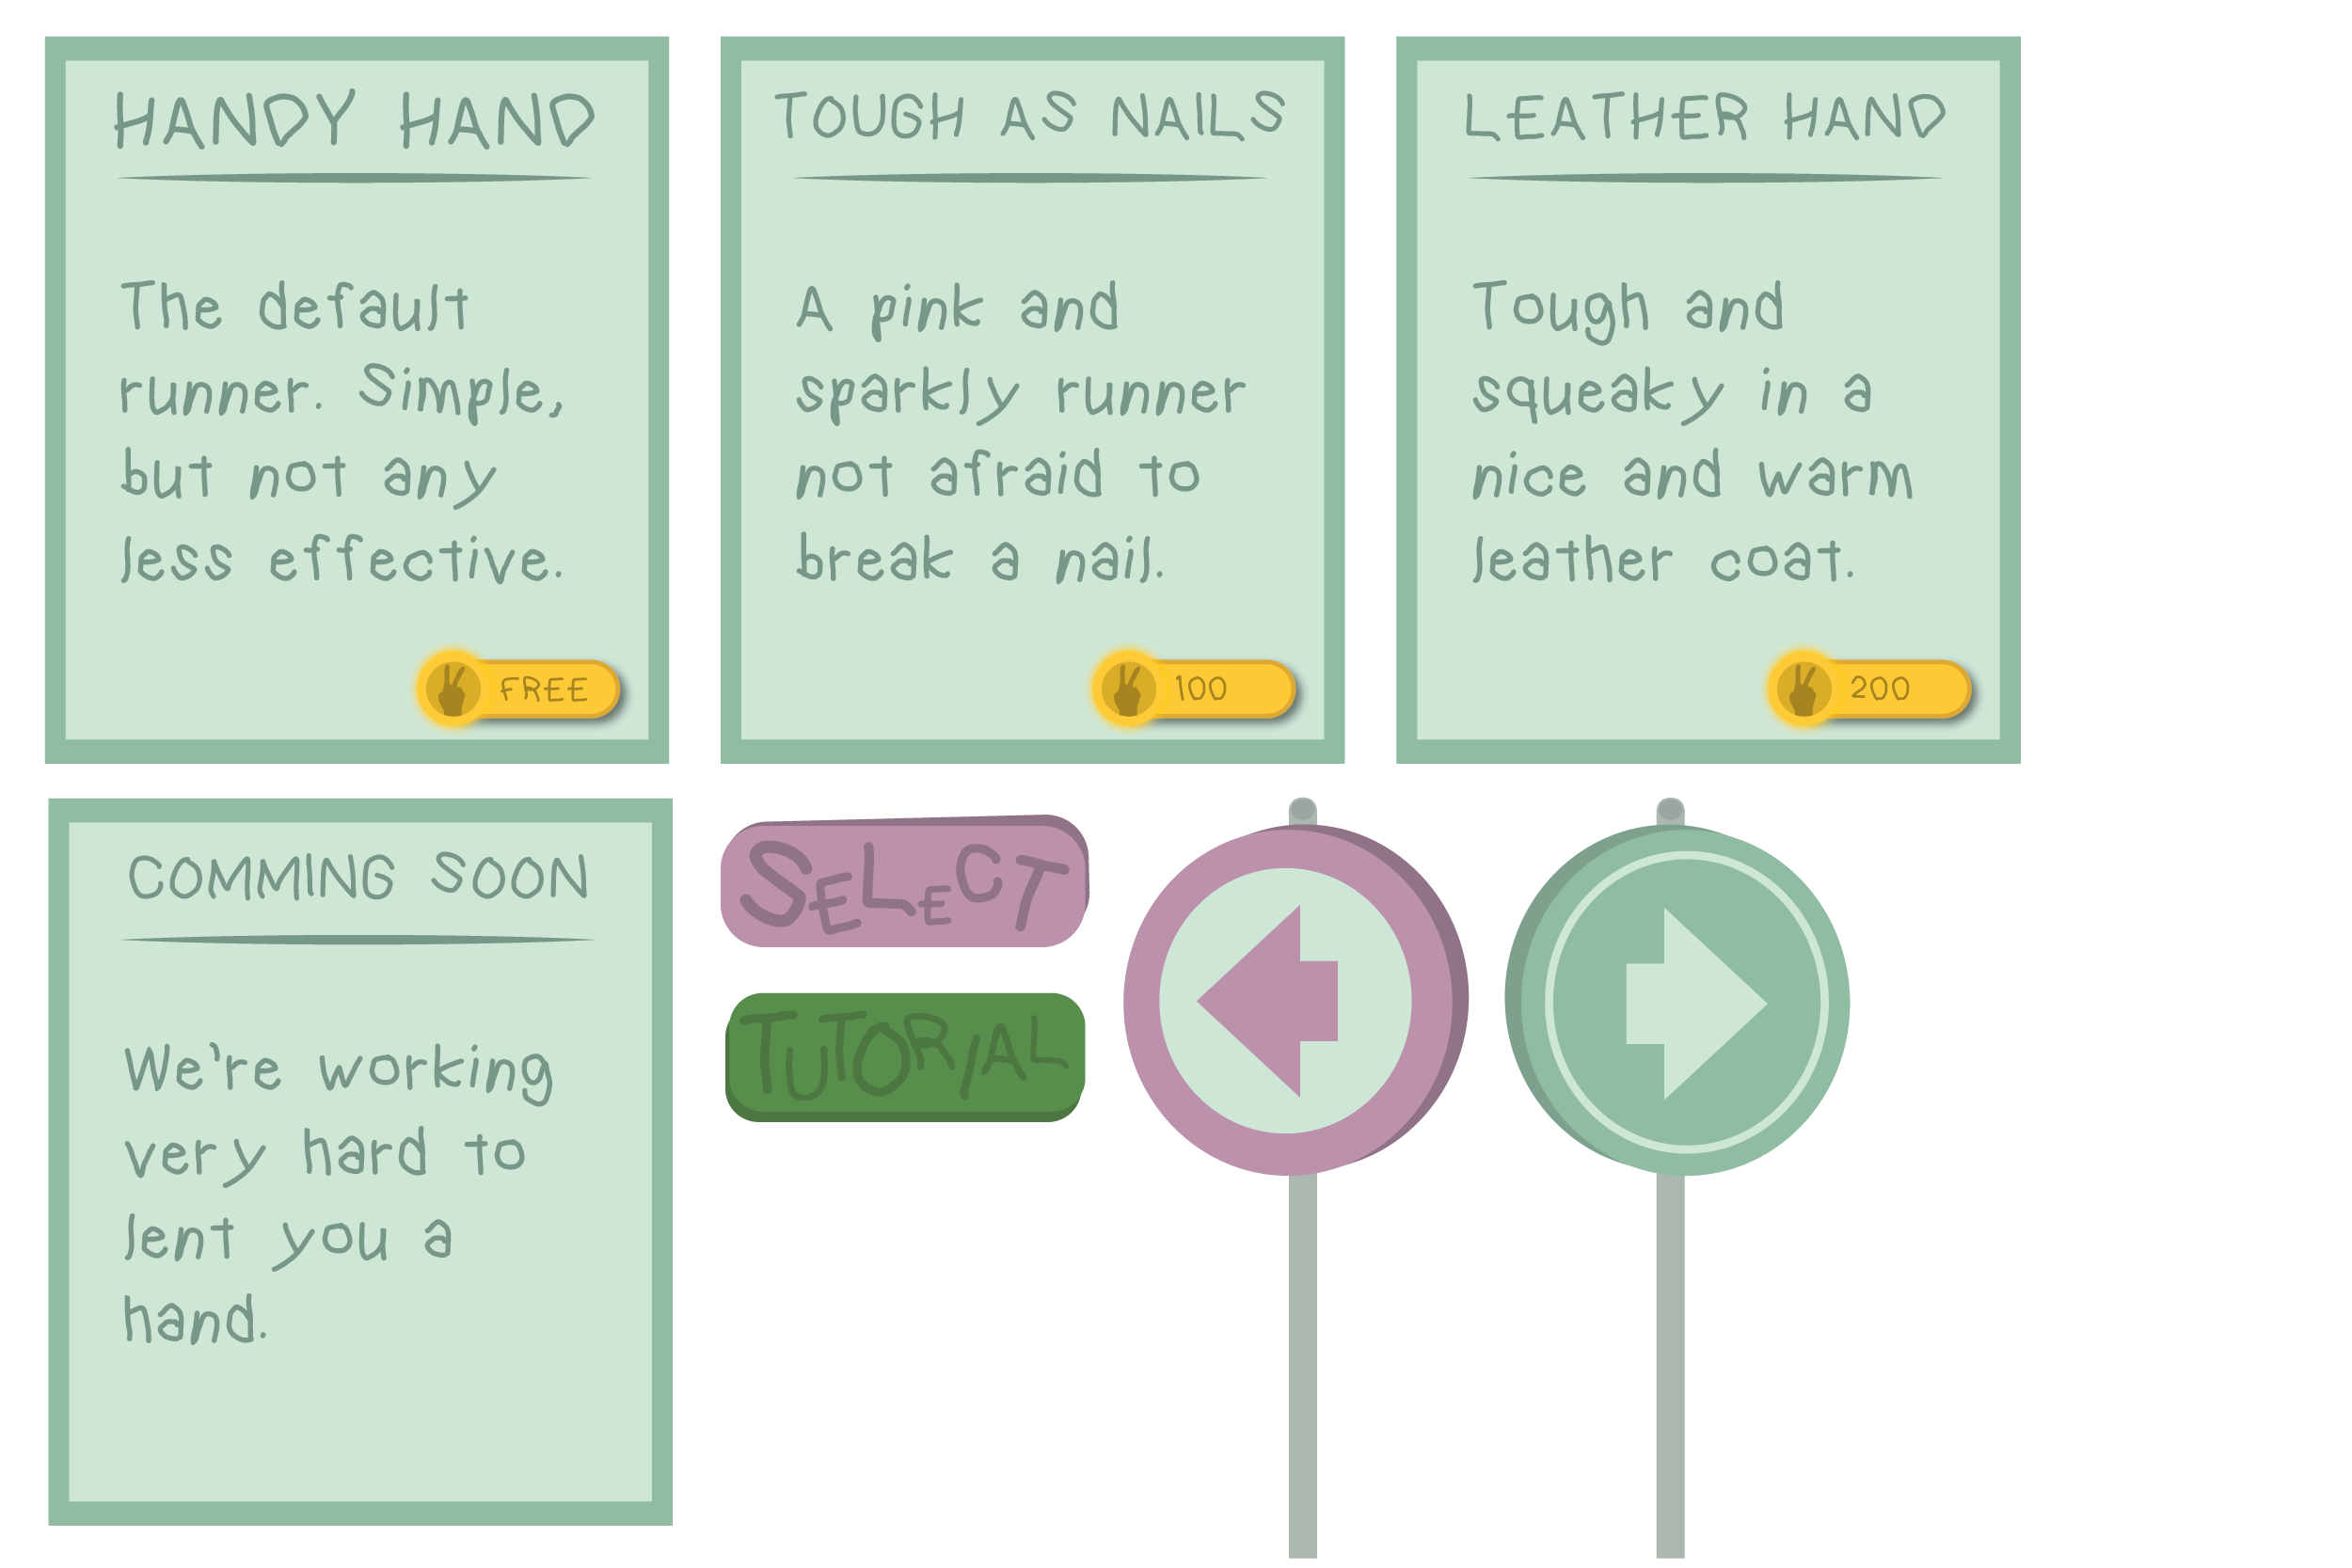 HANDY HAND
The default
runner. Simple,
but not any
less effective.
FREE
TOUGH AS NAILS
A pink and
sparkly runner
not afraid to
break a nail.
100
LEATHER HAND
Tough and
squeaky in a
nice and warm
leather coat.
200
COMMING SOON
We're working
very hard to
lent you a
hand.
SELECT
TUTORIAL